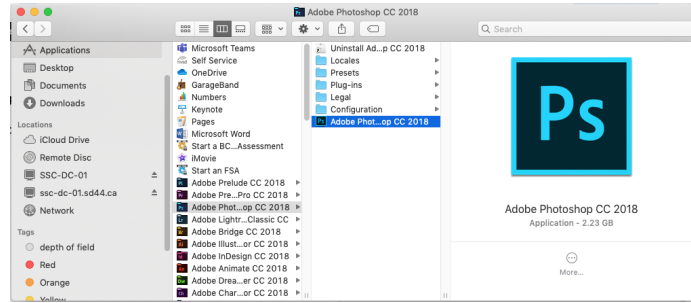 Adobe Photoshop CC 2018
Search
Applications
Desktop
Documents
Downloads
Locations
iCloud Drive
Remote Disc
SSC-DC-01
ssc-dc-01.sd44.ca
Network
Tags
depth of field
Red
Orange
Yellow
Microsoft Teams
Self Service
OneDrive
GarageBand
Numbers
Keynote
Pages
Microsoft Word
Start a BC...Assessment
iMovie
Start an FSA
Adobe Prelude CC 2018
Adobe Pre...Pro CC 2018
Adobe Phot...op CC 2018
Adobe Lightr...Classic CC
Adobe Bridge CC 2018
Adobe Illust...or CC 2018
Adobe InDesign CC 2018
Adobe Animate CC 2018
Adobe Drea...er CC 2018
Adobe Char...or CC 2018
Uninstall Ad...p CC 2018
Locales
Presets
Plug-ins
Legal
Configuration
Adobe Phot...op CC 2018
Ps
Adobe Photoshop CC 2018
Application - 2.23 GB
More...